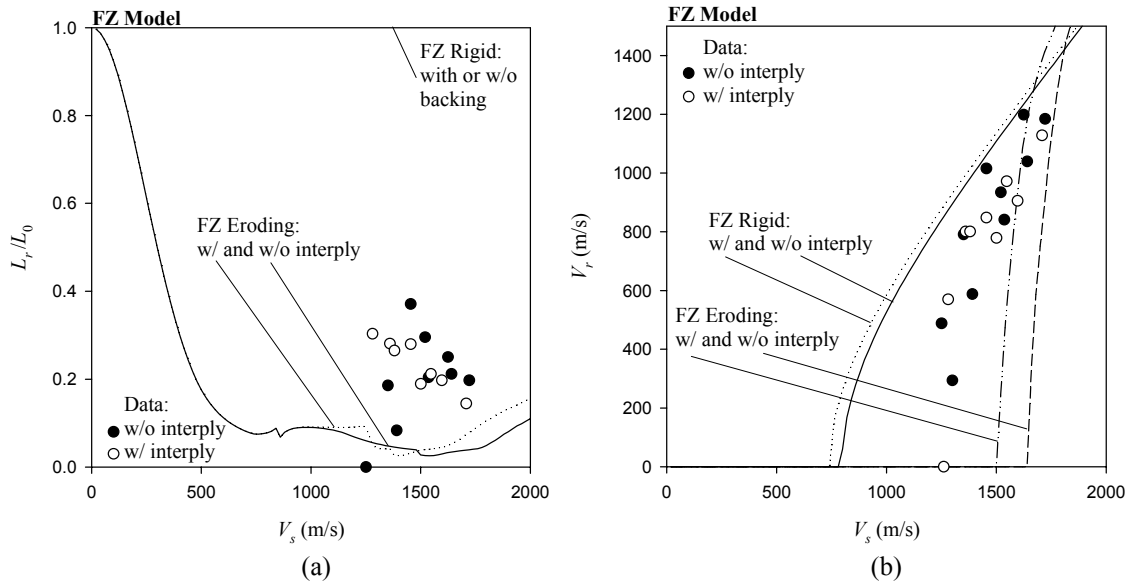 FZ Model
1.0
0.8
0.6
0.4
0.2
0.0
L_r/L_0
FZ Rigid:
with or w/o
backing
FZ Eroding:
w/ and w/o interply
Data:
w/o interply
w/ interply
0
500
1000
1500
2000
V_s (m/s)
(a)
FZ Model
1400
1200
1000
800
600
400
200
0
V_r (m/s)
Data:
w/o interply
w/ interply
FZ Rigid:
w/ and w/o interply
FZ Eroding:
w/ and w/o interply
0
500
1000
1500
2000
V_s (m/s)
(b)